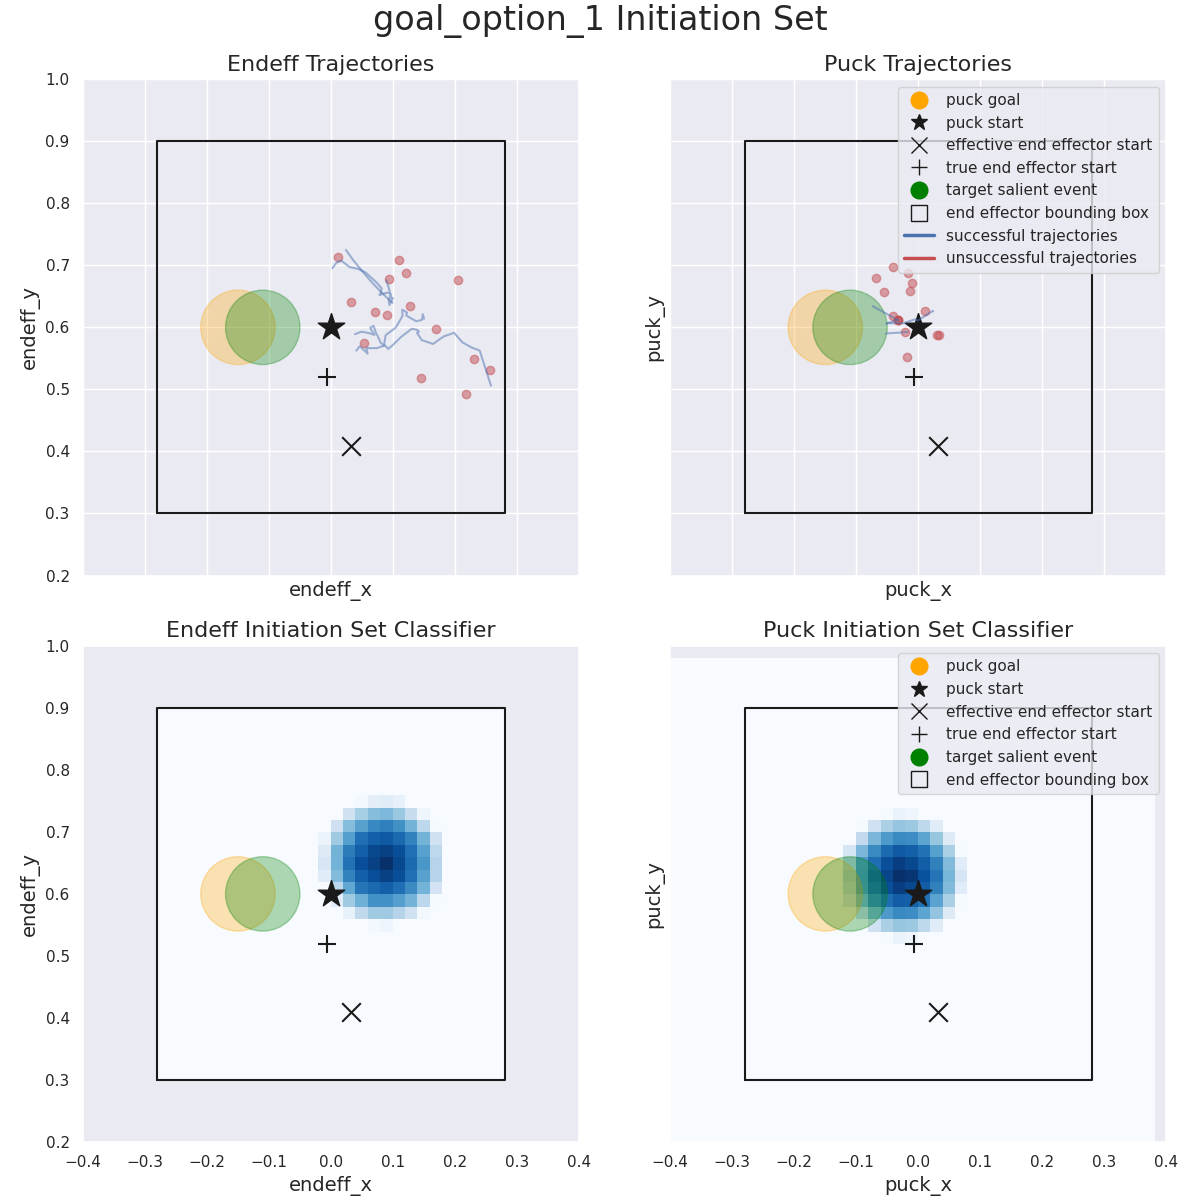 goal_option_1 Initiation Set
Endeff Trajectories
1.0
0.9
0.8
0.7
0.6
0.5
0.4
0.3
0.2
endeff_y
endeff_x
Puck Trajectories
puck goal
puck start
effective end effector start
true end effector start
target salient event
end effector bounding box
successful trajectories
unsuccessful trajectories
puck_y
puck_x
Endeff Initiation Set Classifier
1.0
0.9
0.8
0.7
0.6
0.5
0.4
0.3
0.2
endeff_y
−0.4 −0.3 −0.2 −0.1 0.0 0.1 0.2 0.3 0.4
endeff_x
Puck Initiation Set Classifier
puck goal
puck start
effective end effector start
true end effector start
target salient event
end effector bounding box
puck_y
−0.4 −0.3 −0.2 −0.1 0.0 0.1 0.2 0.3 0.4
puck_x